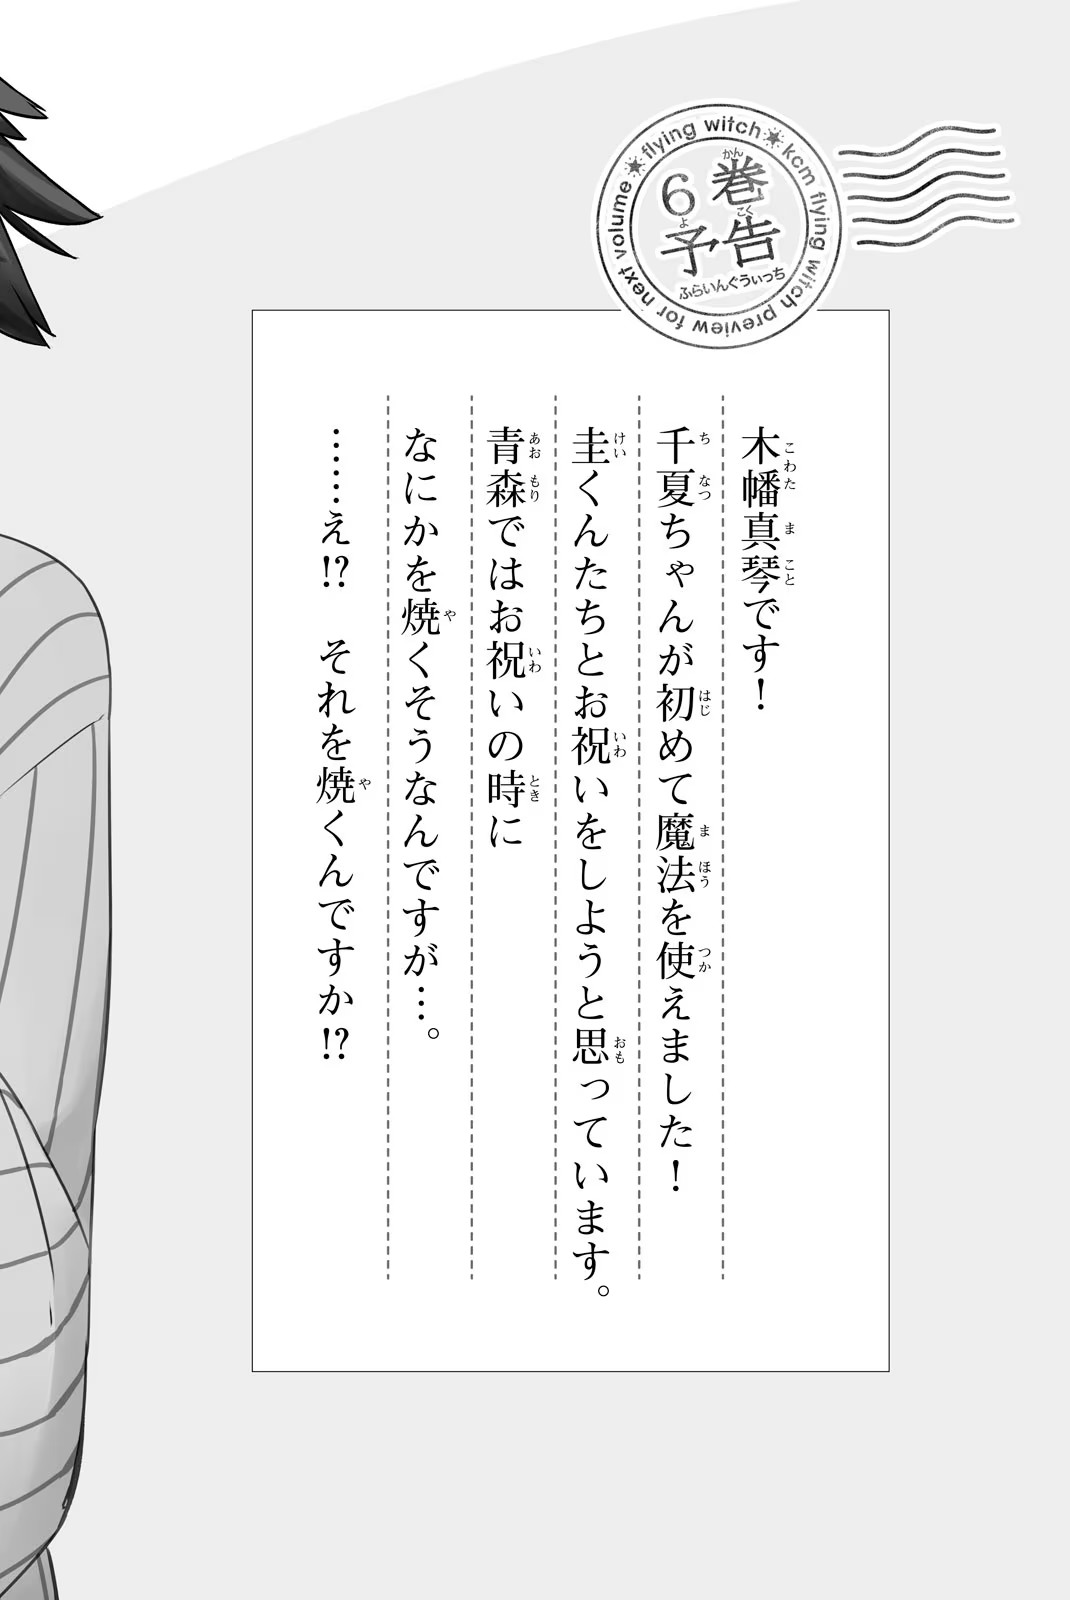 flying witch ★ kcm flying witch preview for next volume ★
6巻
予告
ふらいんぐうぃっち
木幡真琴です！
千夏ちゃんが初めて魔法を使えました！
圭くんたちとお祝いをしようと思っています。
青森ではお祝いの時に
なにかを焼くそうなんですが…。
……え!?　それを焼くんですか!?